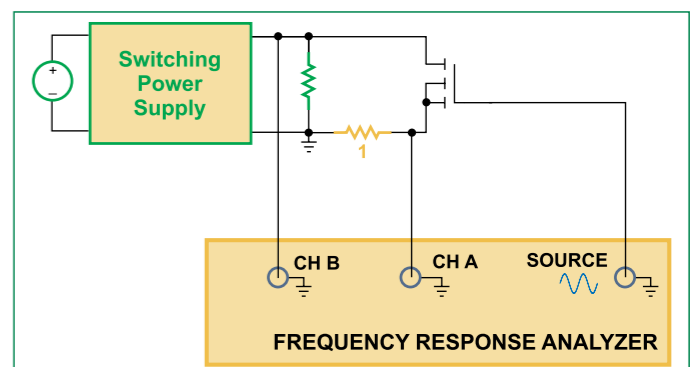 Switching
Power
Supply
+
–
1
CH B
CH A
SOURCE
FREQUENCY RESPONSE ANALYZER